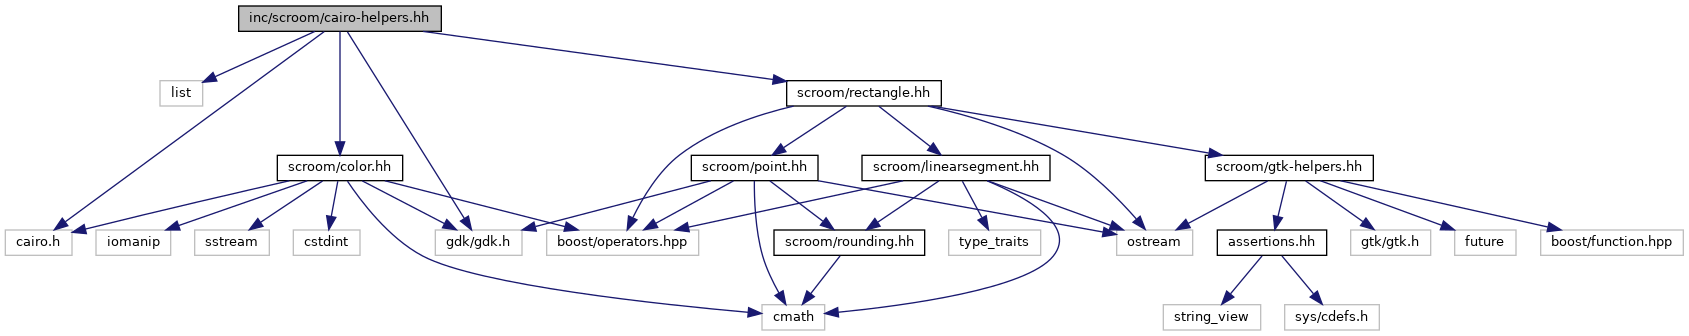 inc/scroom/cairo-helpers.hh
list
scroom/rectangle.hh
scroom/color.hh
scroom/point.hh
scroom/linearsegment.hh
scroom/gtk-helpers.hh
cairo.h
iomanip
sstream
cstdint
gdk/gdk.h
boost/operators.hpp
scroom/rounding.hh
type_traits
ostream
assertions.hh
gtk/gtk.h
future
boost/function.hpp
cmath
string_view
sys/cdefs.h